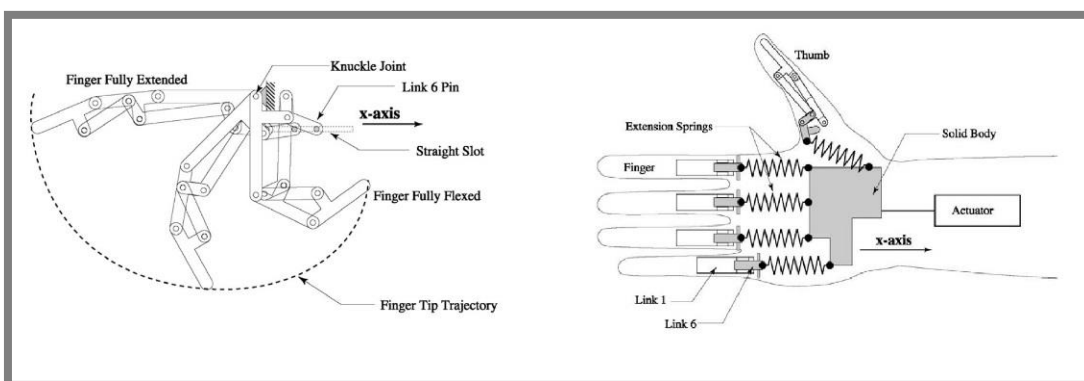 Finger Fully Extended
Knuckle Joint
Link 6 Pin
x-axis
Straight Slot
Finger Fully Flexed
Finger Tip Trajectory
Thumb
Extension Springs
Solid Body
Finger
Actuator
x-axis
Link 1
Link 6